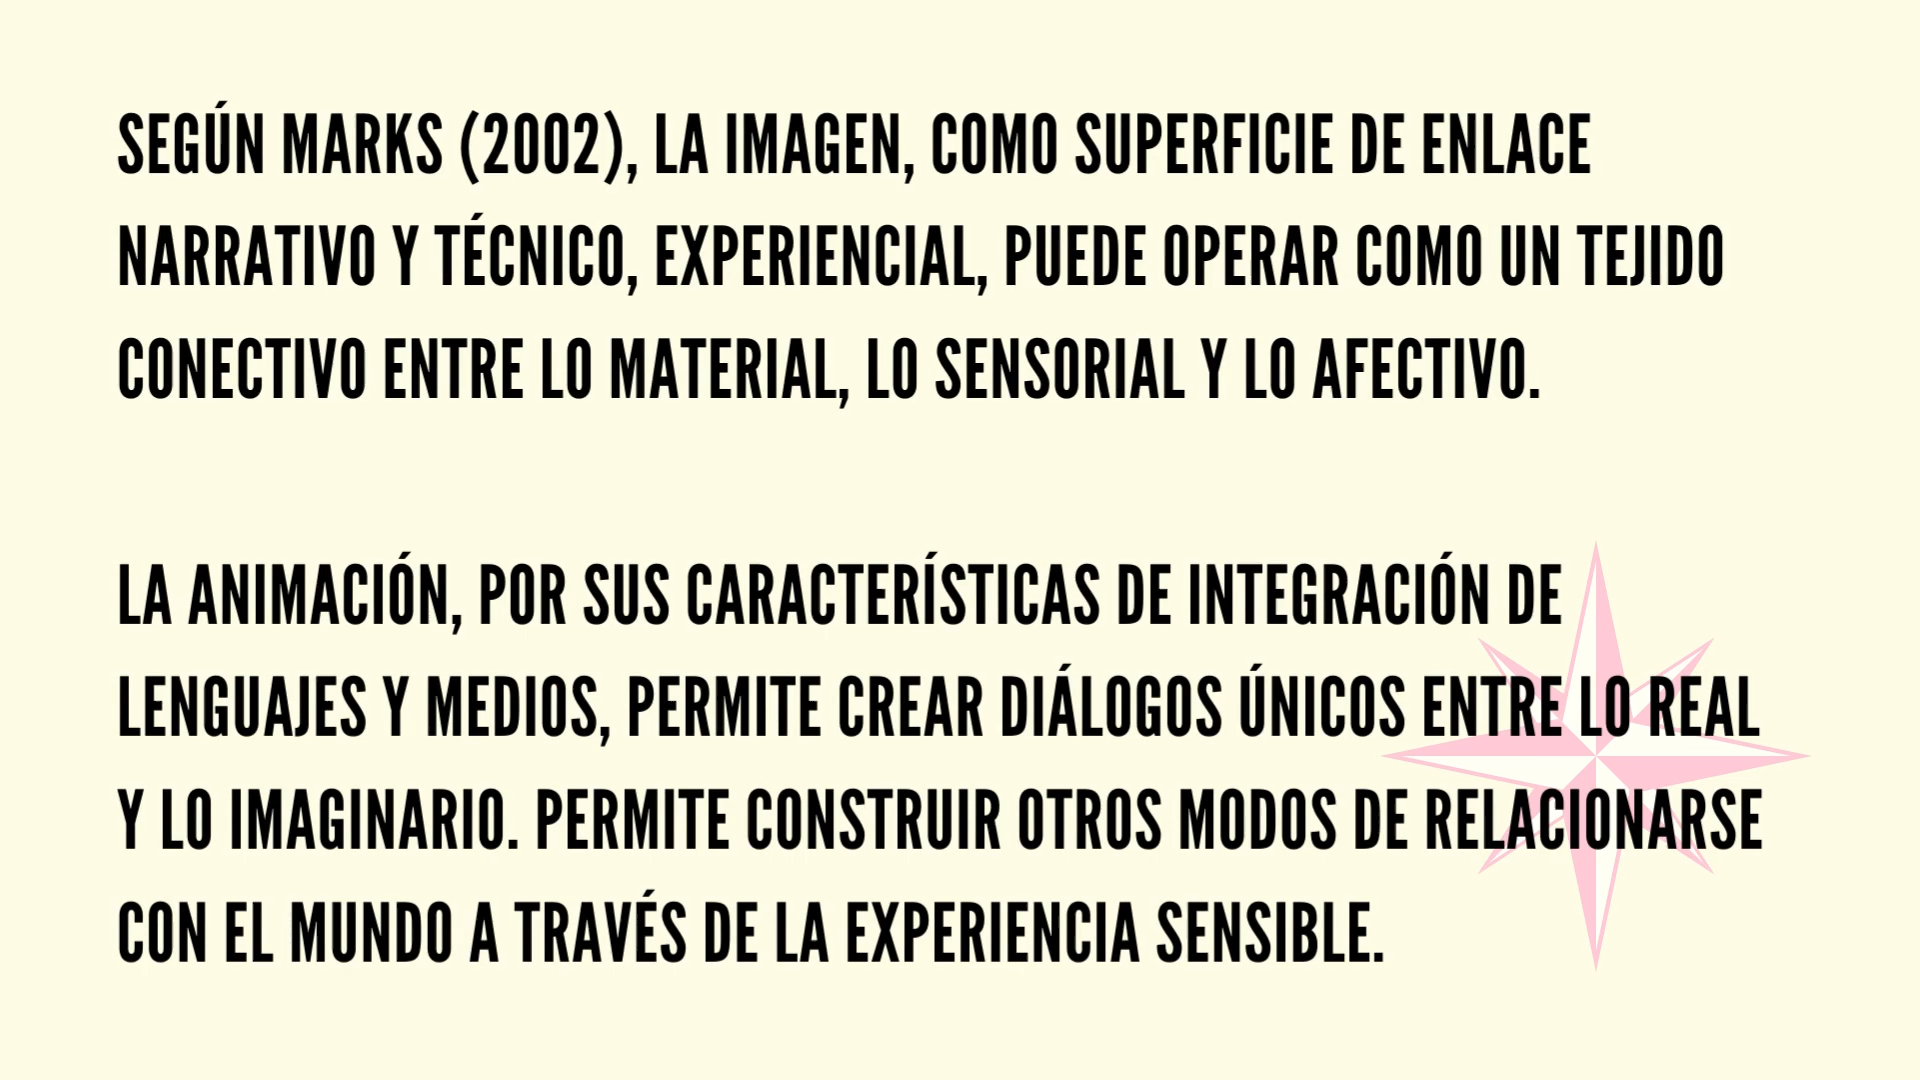 SEGÚN MARKS (2002), LA IMAGEN, COMO SUPERFICIE DE ENLACE
NARRATIVO Y TÉCNICO, EXPERIENCIAL, PUEDE OPERAR COMO UN TEJIDO
CONECTIVO ENTRE LO MATERIAL, LO SENSORIAL Y LO AFECTIVO.
LA ANIMACIÓN, POR SUS CARACTERÍSTICAS DE INTEGRACIÓN DE
LENGUAJES Y MEDIOS, PERMITE CREAR DIÁLOGOS ÚNICOS ENTRE LO REAL
Y LO IMAGINARIO. PERMITE CONSTRUIR OTROS MODOS DE RELACIONARSE
CON EL MUNDO A TRAVÉS DE LA EXPERIENCIA SENSIBLE.